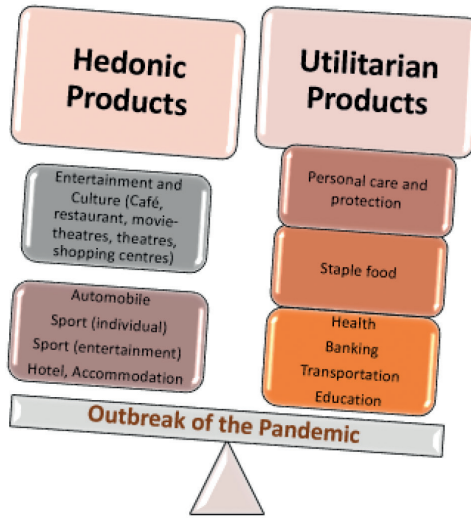 Hedonic
Products
Utilitarian
Products
Entertainment and
Culture (Café,
restaurant, movie-
theatres, theatres,
shopping centres)
Personal care and
protection
Staple food
Automobile
Sport (individual)
Sport (entertainment)
Hotel, Accommodation
Health
Banking
Transportation
Education
Outbreak of the Pandemic